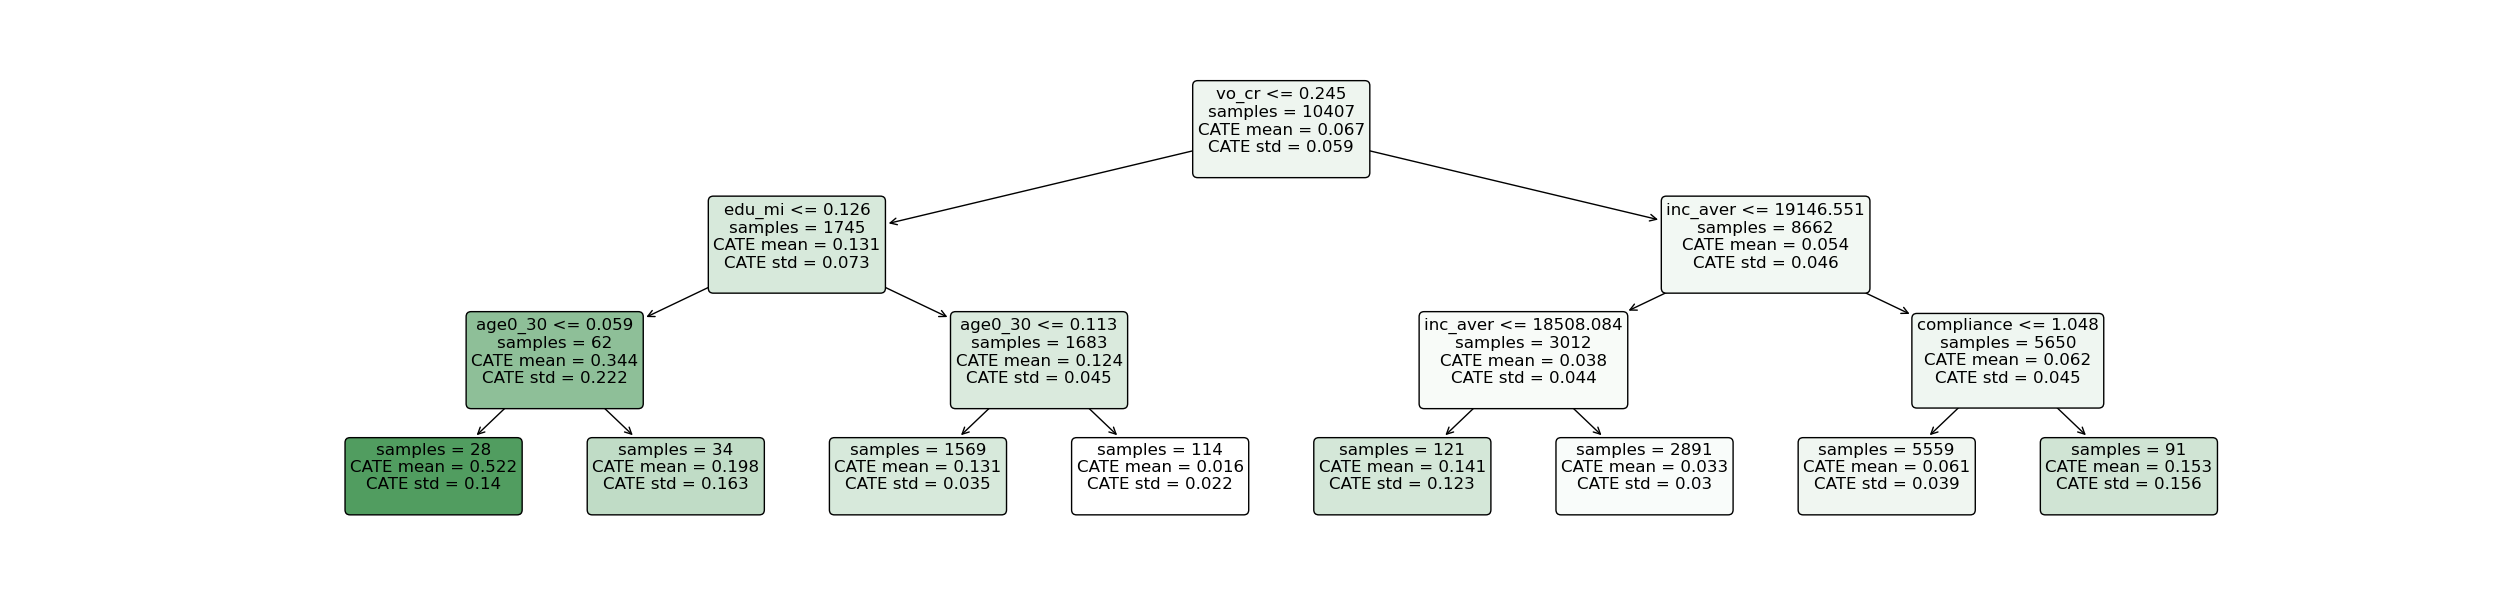 vo_cr <= 0.245
samples = 10407
CATE mean = 0.067
CATE std = 0.059
edu_mi <= 0.126
samples = 1745
CATE mean = 0.131
CATE std = 0.073
inc_aver <= 19146.551
samples = 8662
CATE mean = 0.054
CATE std = 0.046
age0_30 <= 0.059
samples = 62
CATE mean = 0.344
CATE std = 0.222
age0_30 <= 0.113
samples = 1683
CATE mean = 0.124
CATE std = 0.045
inc_aver <= 18508.084
samples = 3012
CATE mean = 0.038
CATE std = 0.044
compliance <= 1.048
samples = 5650
CATE mean = 0.062
CATE std = 0.045
samples = 28
CATE mean = 0.522
CATE std = 0.14
samples = 34
CATE mean = 0.198
CATE std = 0.163
samples = 1569
CATE mean = 0.131
CATE std = 0.035
samples = 114
CATE mean = 0.016
CATE std = 0.022
samples = 121
CATE mean = 0.141
CATE std = 0.123
samples = 2891
CATE mean = 0.033
CATE std = 0.03
samples = 5559
CATE mean = 0.061
CATE std = 0.039
samples = 91
CATE mean = 0.153
CATE std = 0.156